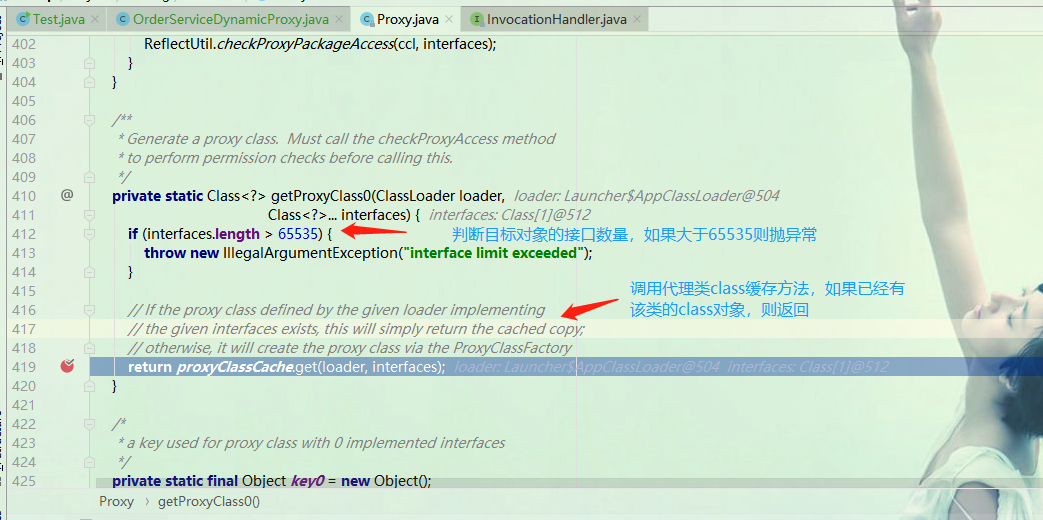 Test.java × OrderServiceDynamicProxy.java × Proxy.java × InvocationHandler.java ×
402 ReflectUtil.checkProxyPackageAccess(ccl, interfaces);
403 }
404 }
405
406 /**
407 * Generate a proxy class. Must call the checkProxyAccess method
408 * to perform permission checks before calling this.
409 */
410 @ private static Class<?> getProxyClass0(ClassLoader loader, loader: Launcher$AppClassLoader@504
411 Class<?>... interfaces) { interfaces: Class[1]@512
412 if (interfaces.length > 65535) { 判断目标对象的接口数量，如果大于65535则抛异常
413 throw new IllegalArgumentException("interface limit exceeded");
414 }
415
调用代理类class缓存方法，如果已经有
416 // If the proxy class defined by the given loader implementing
该类的class对象，则返回
417 // the given interfaces exists, this will simply return the cached copy;
418 // otherwise, it will create the proxy class via the ProxyClassFactory
419 return proxyClassCache.get(loader, interfaces); loader: Launcher$AppClassLoader@504 interfaces: Class[1]@512
420 }
421
422 /*
423 * a key used for proxy class with 0 implemented interfaces
424 */
425 private static final Object key0 = new Object();
Proxy › getProxyClass0()